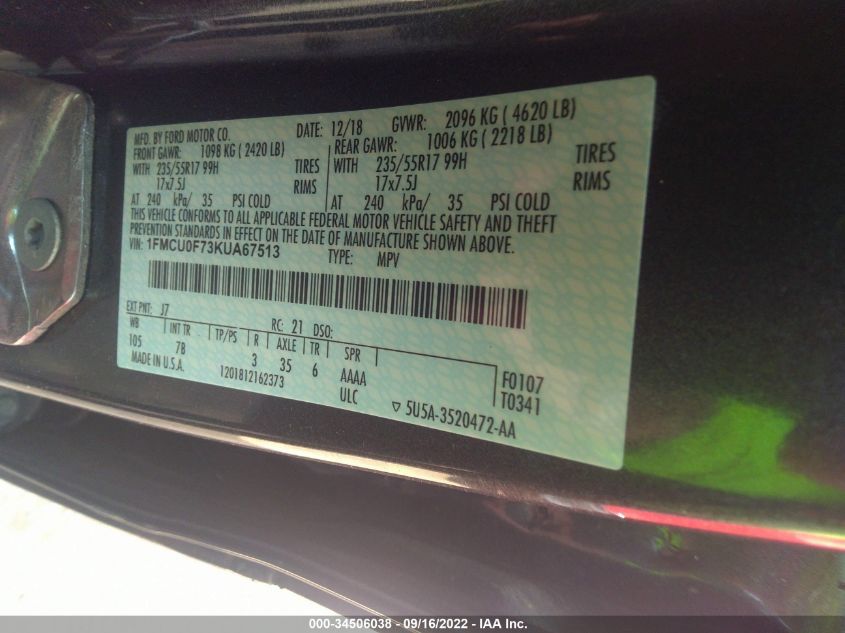 MFD. BY FORD MOTOR CO. DATE: 12/18 GVWR: 2096 KG ( 4620 LB)
FRONT GAWR: 1098 KG ( 2420 LB) REAR GAWR: 1006 KG ( 2218 LB)
WITH 235/55R17 99H TIRES WITH 235/55R17 99H TIRES
17x7.5J RIMS 17x7.5J RIMS
AT 240 kPa/ 35 PSI COLD AT 240 kPa/ 35 PSI COLD
CONFORMS TO ALL APPLICABLE FEDERAL MOTOR VEHICLE SAFETY AND THEFT
PREVENTION STANDARDS IN EFFECT ON THE DATE OF MANUFACTURE SHOWN ABOVE.
VIN: 1FMCU0F73KUA67513
TYPE: MPV
EXT PNT: J7 RC: 21 DSO:
WB INT TR TP/PS R AXLE TR SPR
105 7B 3 35 6 AAAA F0107
MADE IN U.S.A. ULC T0341
1201812162373
▽ 5U5A-3520472-AA
000-34506038 - 09/16/2022 - IAA Inc.